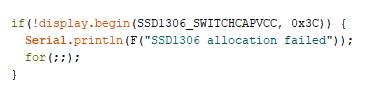 if(!display.begin(SSD1306_SWITCHCAPVCC, 0x3C)) {
  Serial.println(F("SSD1306 allocation failed"));
  for(;;);
}